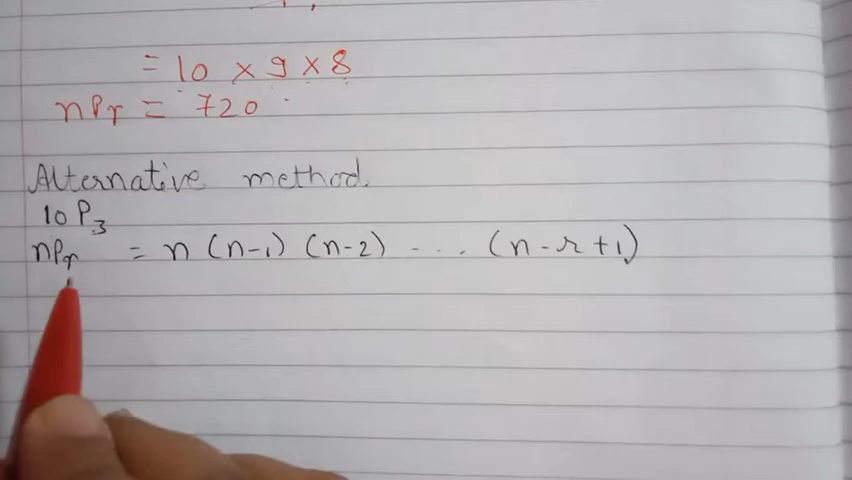 = 10 × 9 × 8
nPr = 720
Alternative method.
10P3
nPr = n (n-1) (n-2) - . . . (n - r + 1)